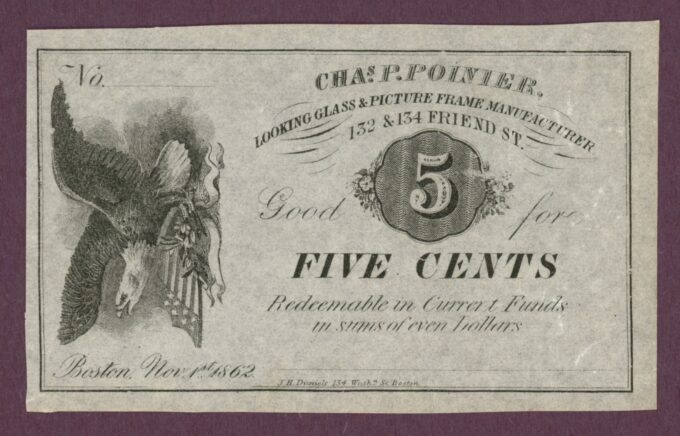 No.
CHAS. P. POINIER.
LOOKING GLASS & PICTURE FRAME MANUFACTURER
132 & 134 FRIEND ST.
5
Good for
FIVE CENTS
Redeemable in Current Funds
in sums of even Dollars
Boston, Nov. 1st 1862
J.H. Daniels 134 Washn. St. Boston